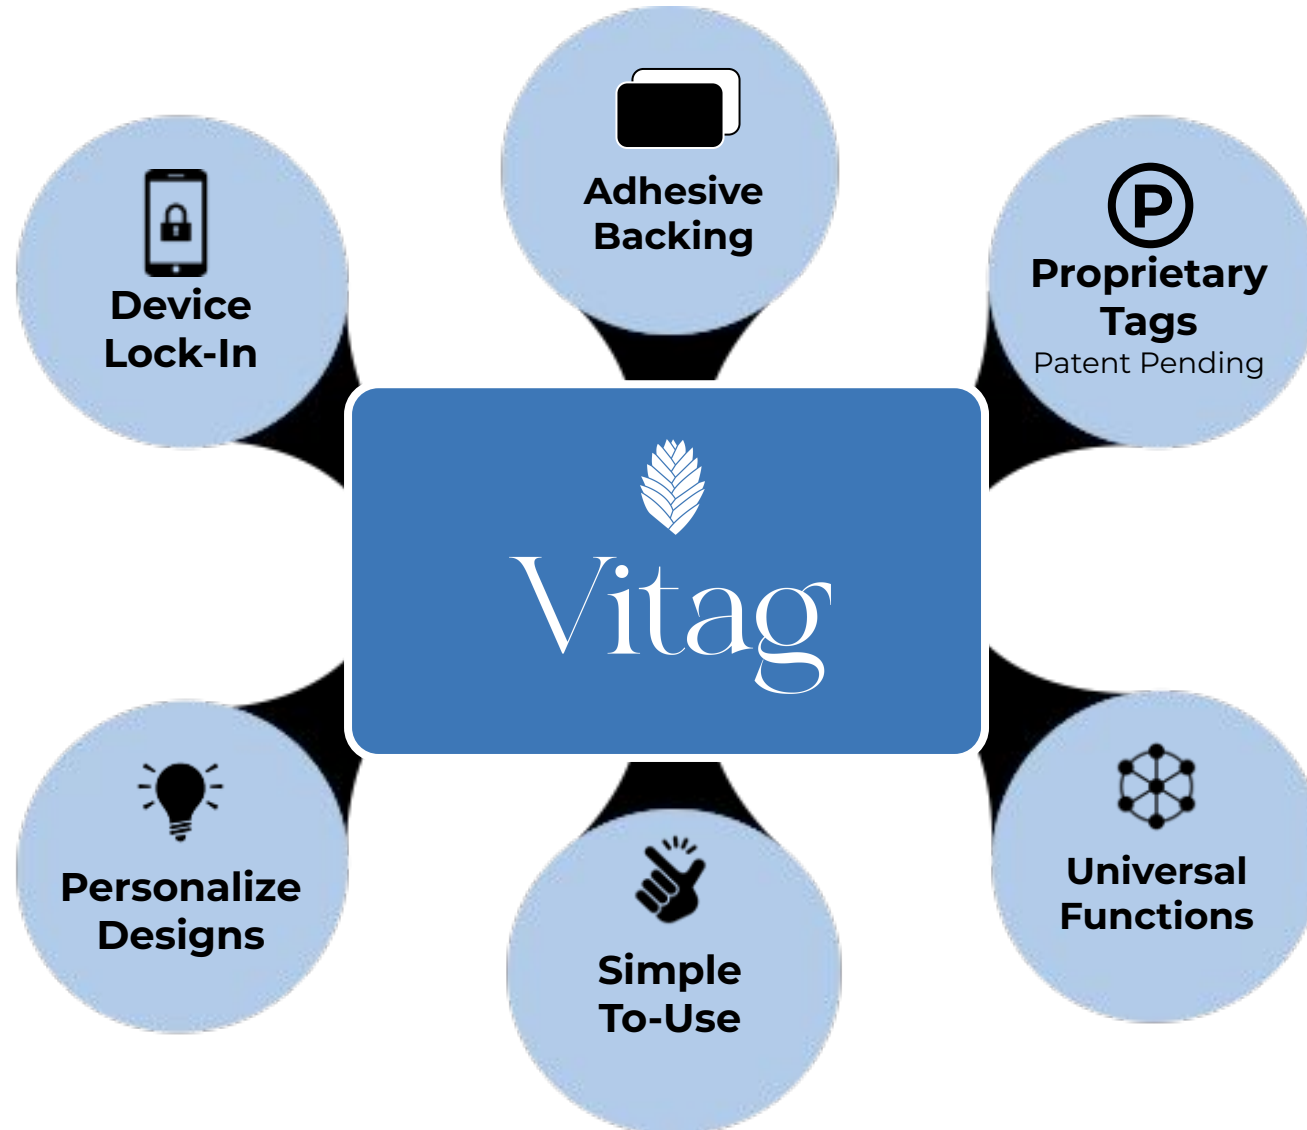 Adhesive
Backing
Device
Lock-In
P
Proprietary
Tags
Patent Pending
Vitag
Personalize
Designs
Simple
To-Use
Universal
Functions